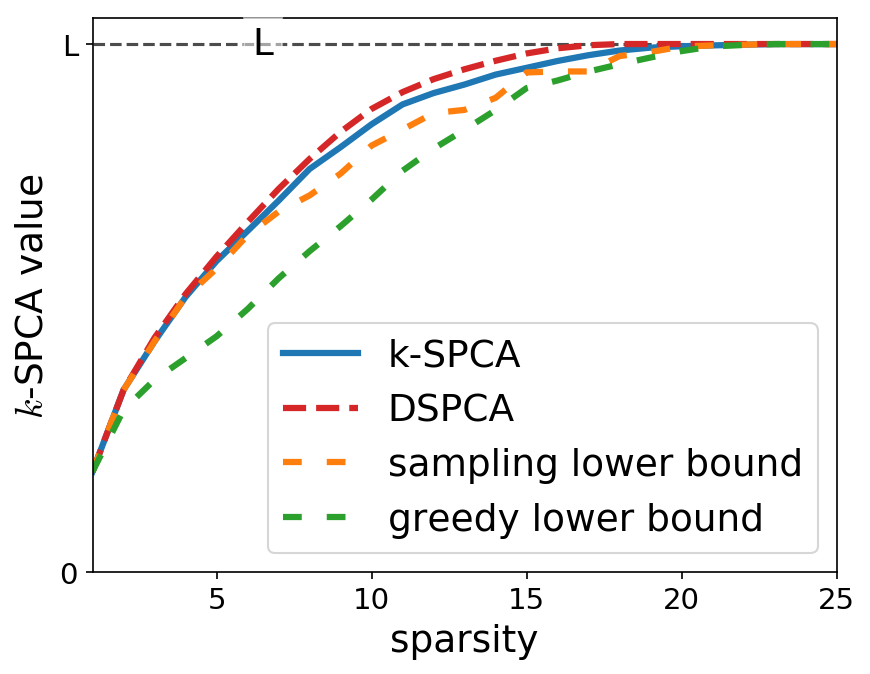 L
L
k-SPCA value
k-SPCA
DSPCA
sampling lower bound
greedy lower bound
0
5 10 15 20 25
sparsity